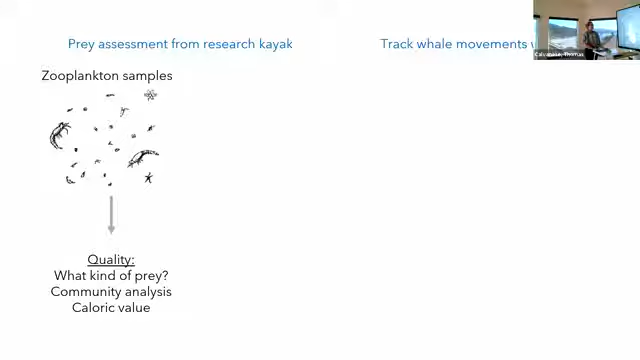 Prey assessment from research kayak
Track whale movements
Zooplankton samples
Quality:
What kind of prey?
Community analysis
Caloric value